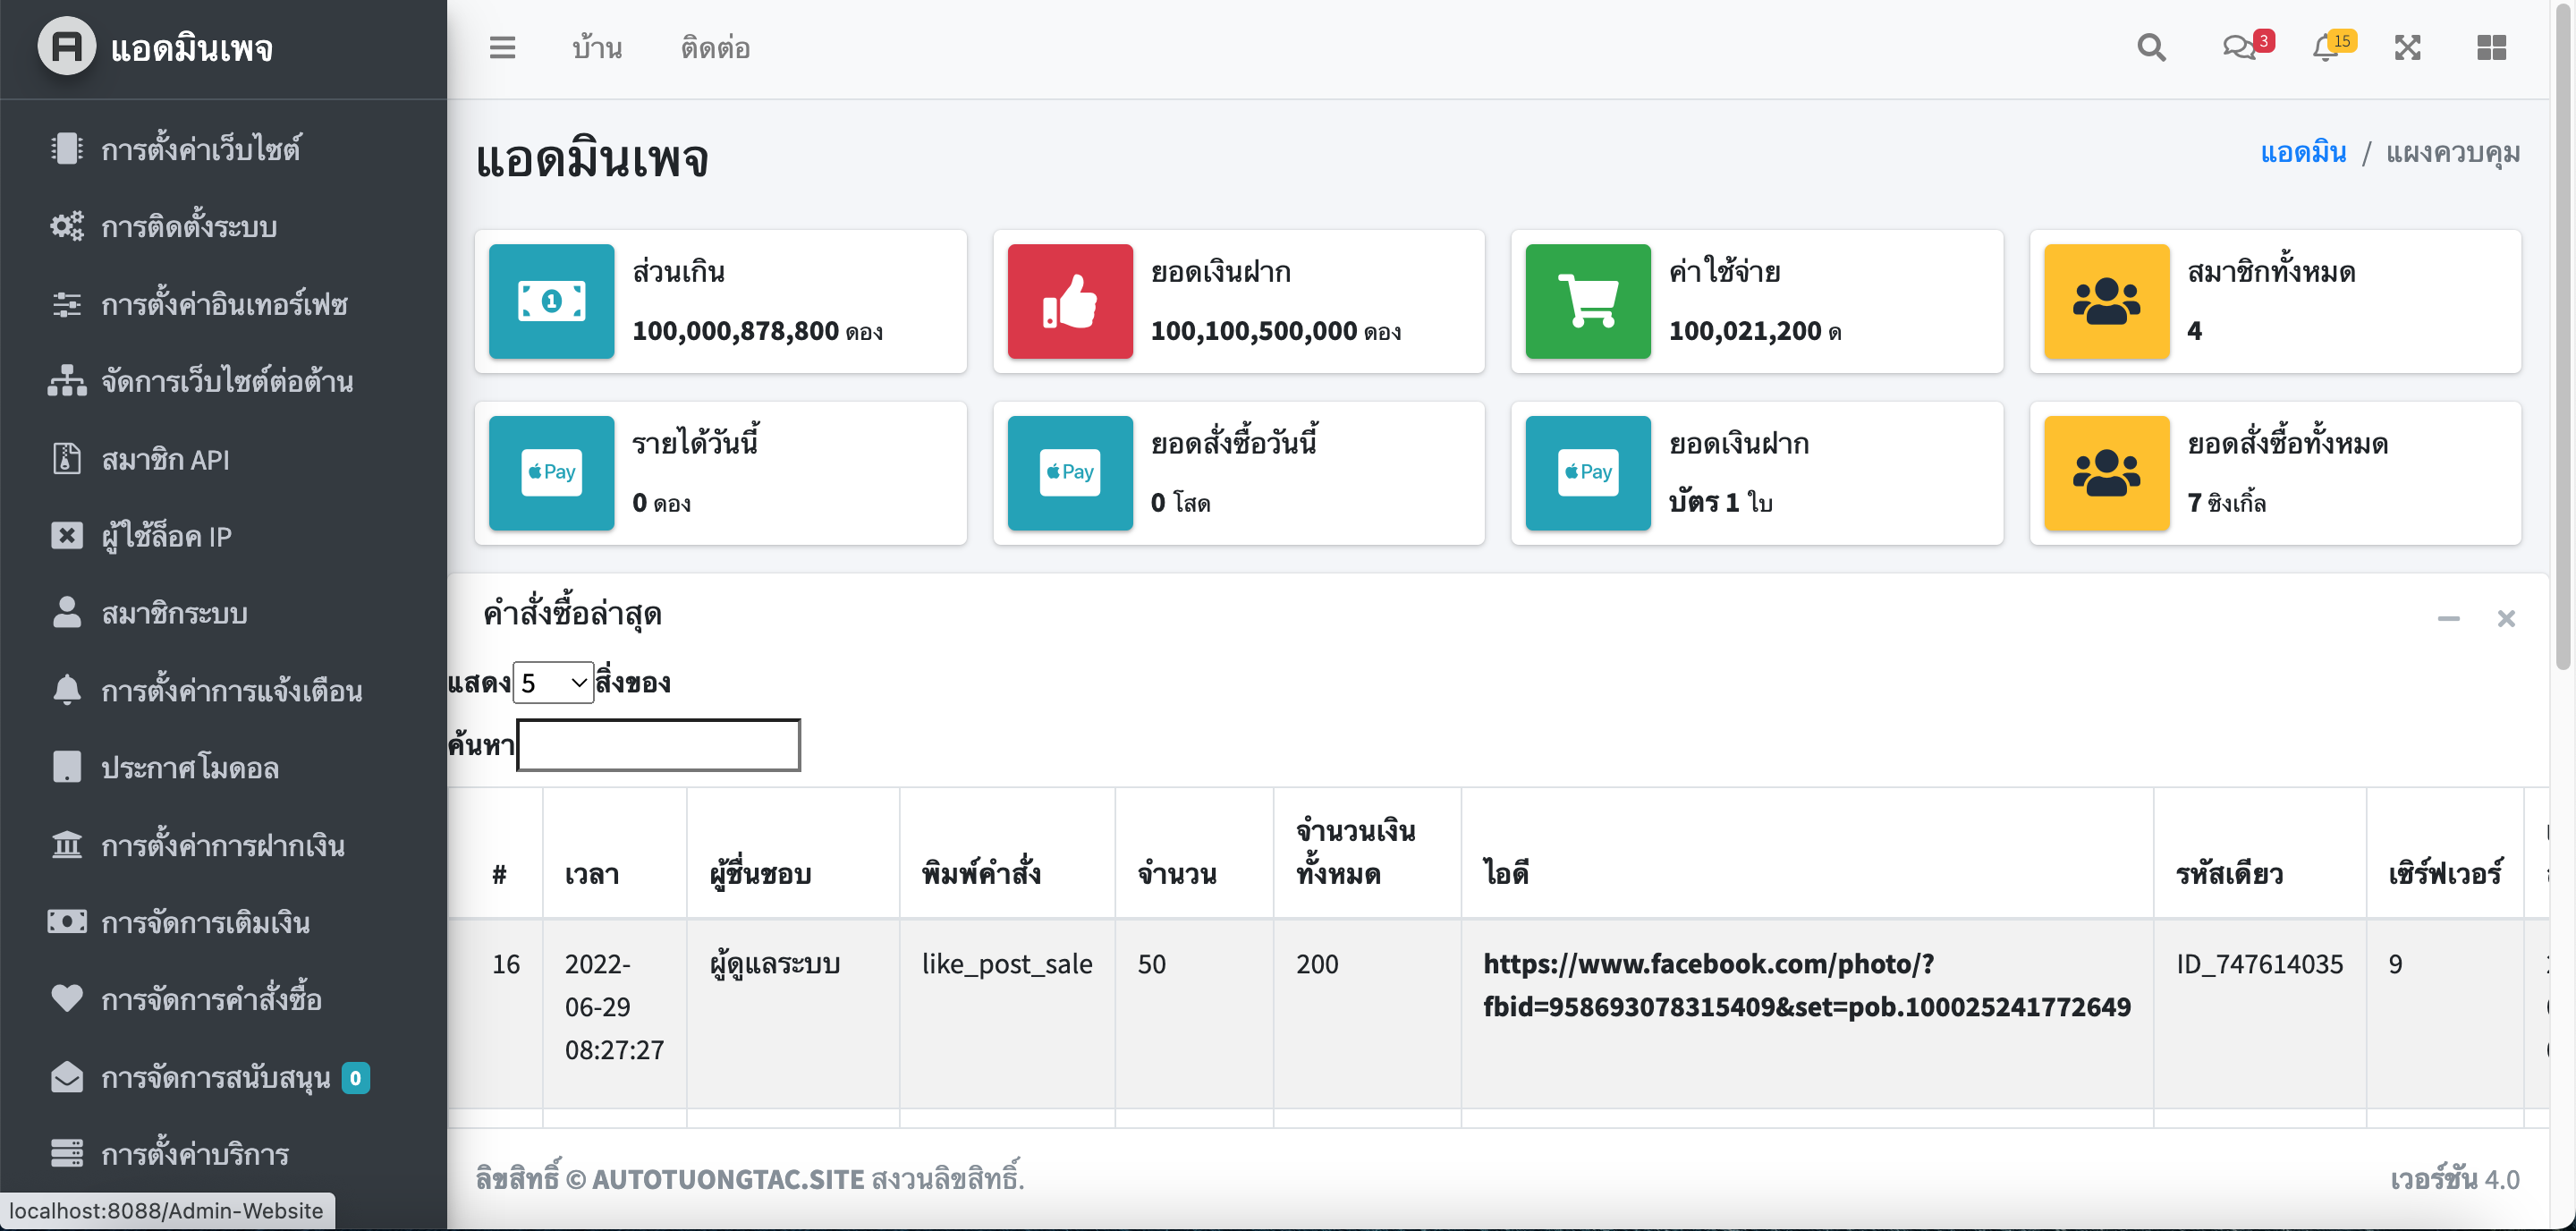 แอดมินเพจ
บ้าน
ติดต่อ
3
15
การตั้งค่าเว็บไซต์
การติดตั้งระบบ
การตั้งค่าอินเทอร์เฟซ
จัดการเว็บไซต์ต่อต้าน
สมาชิก API
ผู้ใช้ล็อค IP
สมาชิกระบบ
การตั้งค่าการแจ้งเตือน
ประกาศโมดอล
การตั้งค่าการฝากเงิน
การจัดการเติมเงิน
การจัดการคำสั่งซื้อ
การจัดการสนับสนุน 0
การตั้งค่าบริการ
localhost:8088/Admin-Website
แอดมินเพจ
แอดมิน / แผงควบคุม
ส่วนเกิน
100,000,878,800 ดอง
ยอดเงินฝาก
100,100,500,000 ดอง
ค่าใช้จ่าย
100,021,200 ด
สมาชิกทั้งหมด
4
Pay
รายได้วันนี้
0 ดอง
Pay
ยอดสั่งซื้อวันนี้
0 โสด
Pay
ยอดเงินฝาก
บัตร 1 ใบ
ยอดสั่งซื้อทั้งหมด
7 ซิงเกิ้ล
คำสั่งซื้อล่าสุด
แสดง 5 สิ่งของ
ค้นหา
#
เวลา
ผู้ชื่นชอบ
พิมพ์คำสั่ง
จำนวน
จำนวนเงิน
ทั้งหมด
ไอดี
รหัสเดียว
เซิร์ฟเวอร์
16
2022-
06-29
08:27:27
ผู้ดูแลระบบ
like_post_sale
50
200
https://www.facebook.com/photo/?
fbid=958693078315409&set=pob.100025241772649
ID_747614035
9
ลิขสิทธิ์ © AUTOTUONGTAC.SITE สงวนลิขสิทธิ์.
เวอร์ชัน 4.0